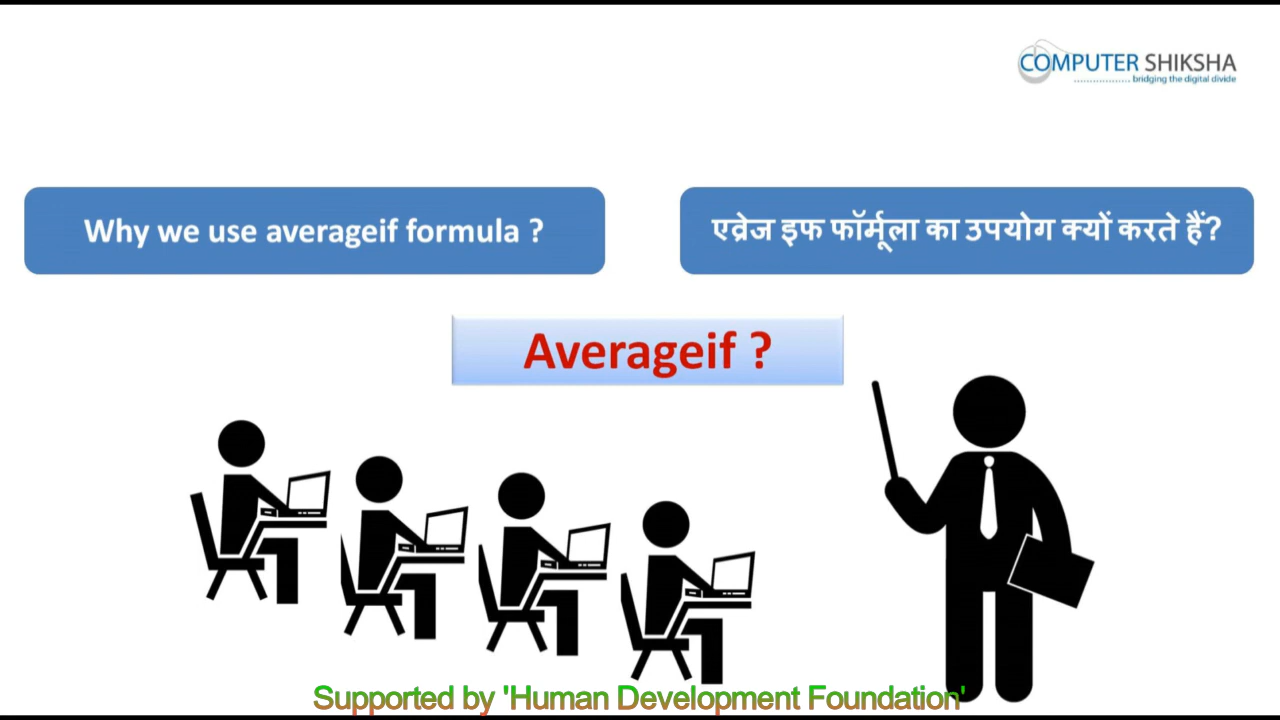 COMPUTER SHIKSHA
bridging the digital divide
Why we use averageif formula ?
एव्रेज इफ फॉर्मूला का उपयोग क्यों करते हैं?
Averageif ?
Supported by 'Human Development Foundation'